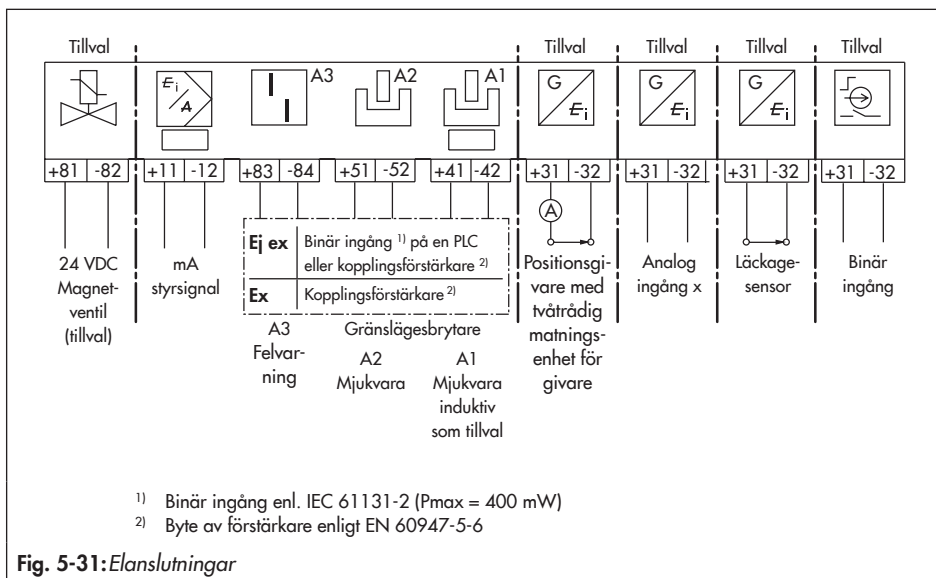 Tillval Tillval Tillval Tillval Tillval
E i / A A3 A2 A1 G / E i G / E i G / E i
+81 -82 +11 -12 +83 -84 +51 -52 +41 -42 +31 -32 +31 -32 +31 -32 +31 -32
A
24 VDC
Magnet-
ventil
(tillval)
mA
styrsignal
Ej ex Binär ingång 1) på en PLC
eller kopplingsförstärkare 2)
Ex Kopplingsförstärkare 2)
A3
Felvar-
ning
Gränslägesbrytare
A2
Mjukvara
A1
Mjukvara
induktiv
som tillval
Positionsgi-
vare med
tvåtrådig
matnings-
enhet för
givare
Analog
ingång x
Läckage-
sensor
Binär
ingång
1) Binär ingång enl. IEC 61131-2 (Pmax = 400 mW)
2) Byte av förstärkare enligt EN 60947-5-6
Fig. 5-31: Elanslutningar